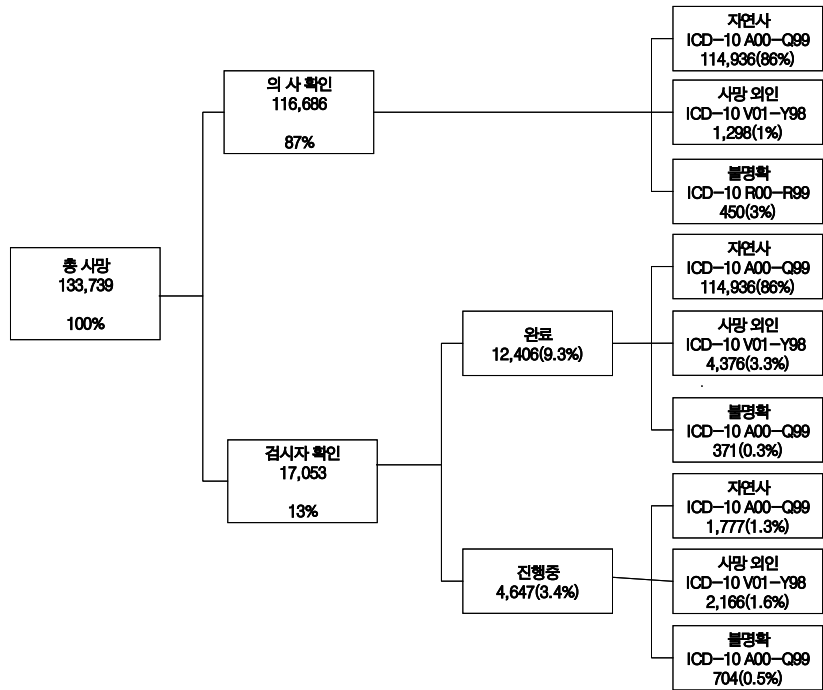 총 사망
133,739
100%
의 사 확인
116,686
87%
검시자 확인
17,053
13%
완료
12,406(9.3%)
진행중
4,647(3.4%)
자연사
ICD-10 A00-Q99
114,936(86%)
사망 외인
ICD-10 V01-Y98
1,298(1%)
불명확
ICD-10 R00-R99
450(3%)
자연사
ICD-10 A00-Q99
114,936(86%)
사망 외인
ICD-10 V01-Y98
4,376(3.3%)
불명확
ICD-10 A00-Q99
371(0.3%)
자연사
ICD-10 A00-Q99
1,777(1.3%)
사망 외인
ICD-10 V01-Y98
2,166(1.6%)
불명확
ICD-10 A00-Q99
704(0.5%)